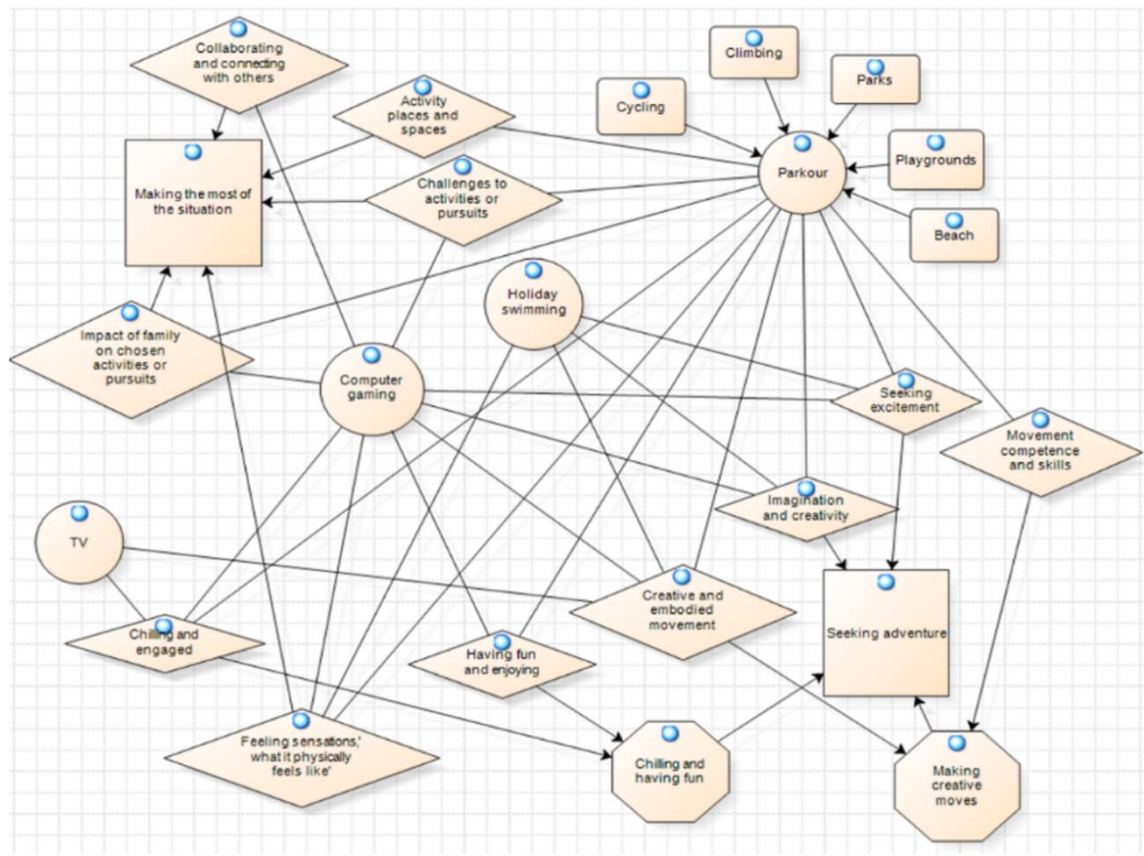 Collaborating
and connecting
with others
Climbing
Parks
Cycling
Activity
places and
spaces
Playgrounds
Parkour
Making the most of
the situation
Challenges to
activities or
pursuits
Beach
Holiday
swimming
Impact of family
on chosen
activities or
pursuits
Computer
gaming
Seeking
excitement
Movement
competence
and skills
Imagination
and creativity
TV
Creative and
embodied
movement
Chilling and
engaged
Having fun
and enjoying
Seeking adventure
Feeling sensations,'
what it physically
feels like'
Chilling and
having fun
Making
creative
moves